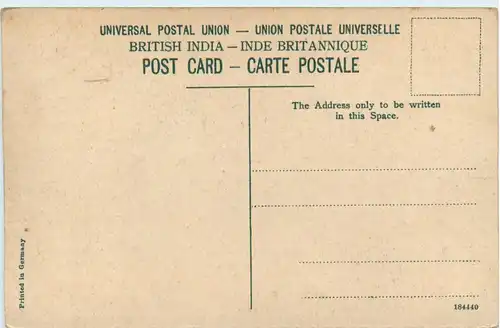 UNIVERSAL POSTAL UNION — UNION POSTALE UNIVERSELLE
BRITISH INDIA — INDE BRITANNIQUE
POST CARD – CARTE POSTALE
The Address only to be written
in this Space.
Printed in Germany
184440